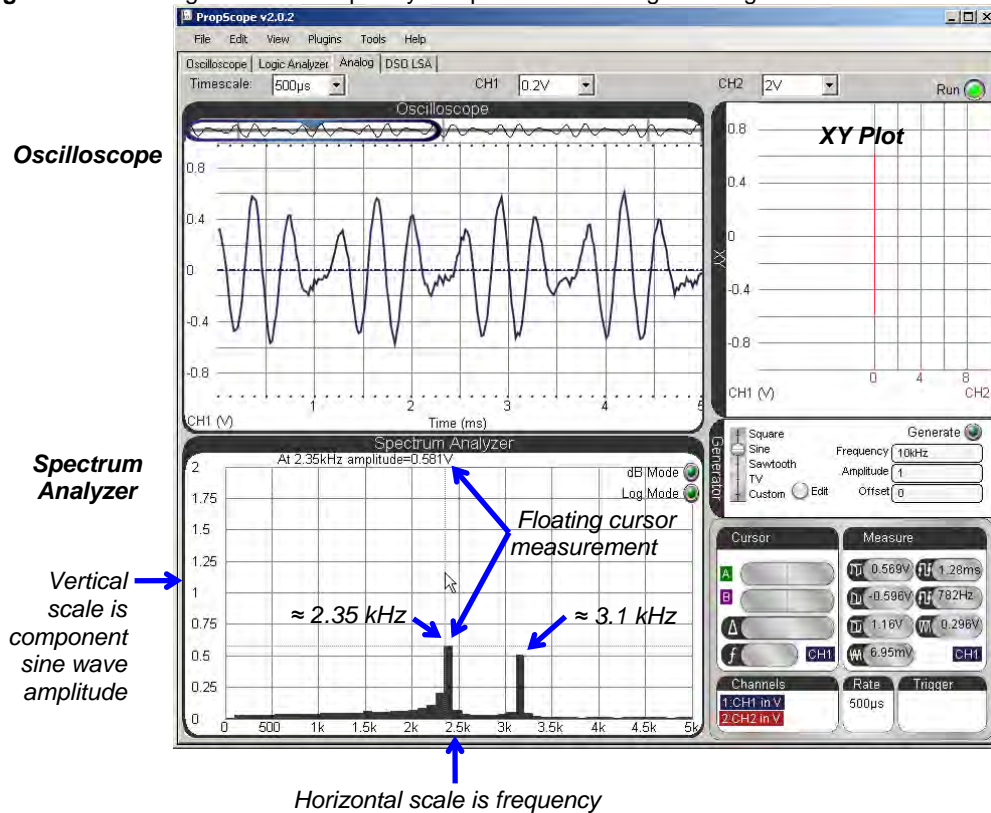 PropScope v2.0.2
File Edit View Plugins Tools Help
Oscilloscope Logic Analyzer Analog DSO LSA
Timescale: 500µs CH1 0.2V CH2 2V Run
Oscilloscope
Oscilloscope
0.8
0.4
0.
-0.4
-0.8
1 2 3 4 5
CH1 (V) Time (ms)
XY Plot
XY
0.8
0.4
0
-0.4
-0.8
0 4 8
CH1 (V) CH2
Spectrum Analyzer
Spectrum
Analyzer
At 2.35kHz amplitude=0.581V
dB Mode
Log Mode
2
1.75
1.5
1.25
1
0.75
0.5
0.25
0
0 500 1k 1.5k 2k 2.5k 3k 3.5k 4k 4.5k 5k
Floating cursor
measurement
≈ 2.35 kHz
≈ 3.1 kHz
Vertical
scale is
component
sine wave
amplitude
Horizontal scale is frequency
Generator
Square
Sine
Sawtooth
TV
Custom Edit
Generate
Frequency 10kHz
Amplitude 1
Offset 0
Cursor
A
B
Δ
f CH1
Measure
0.569V 1.28ms
-0.596V 782Hz
1.16V 0.296V
6.95mV CH1
Channels
1:CH1 in V
2:CH2 in V
Rate
500µs
Trigger